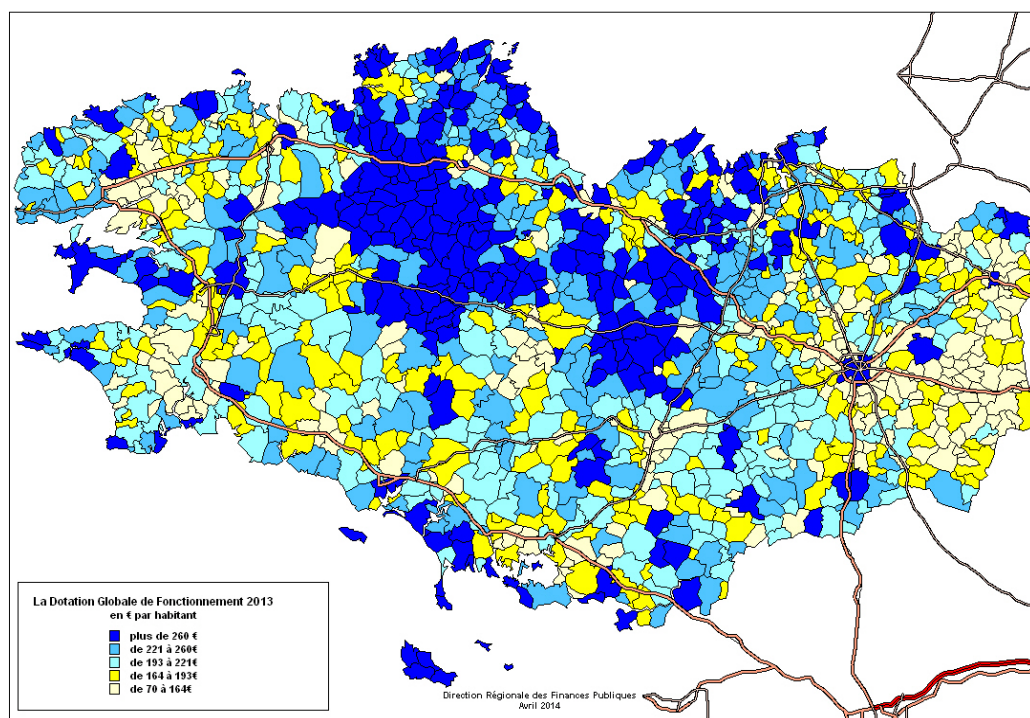 La Dotation Globale de Fonctionnement 2013
en € par habitant
plus de 260 €
de 221 à 260€
de 193 à 221€
de 164 à 193€
de 70 à 164€
Direction Régionale des Finances Publiques
Avril 2014